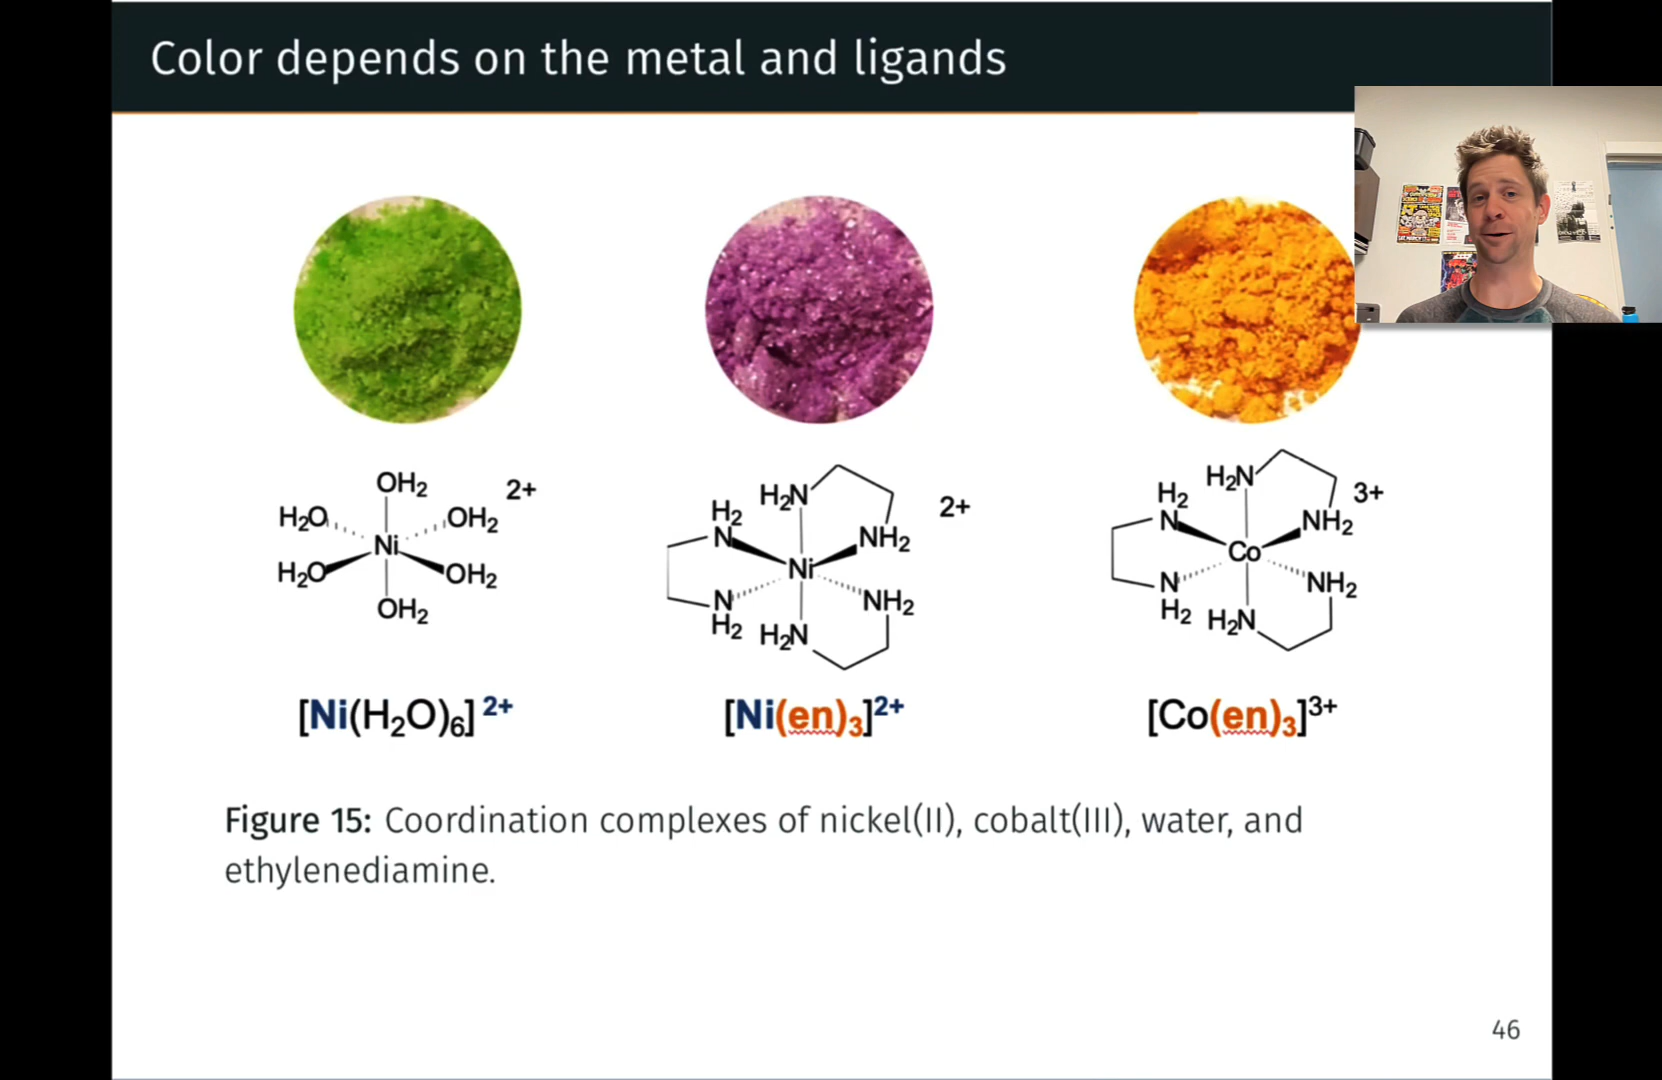 Color depends on the metal and ligands
OH2
2+
H2O
OH2
Ni
H2O
OH2
OH2
H2N
H2
N
2+
NH2
Ni
N
H2
NH2
H2N
H2N
H2
N
3+
NH2
Co
N
H2
NH2
H2N
[Ni(H2O)6]2+
[Ni(en)3]2+
[Co(en)3]3+
Figure 15: Coordination complexes of nickel(II), cobalt(III), water, and
ethylenediamine.
46